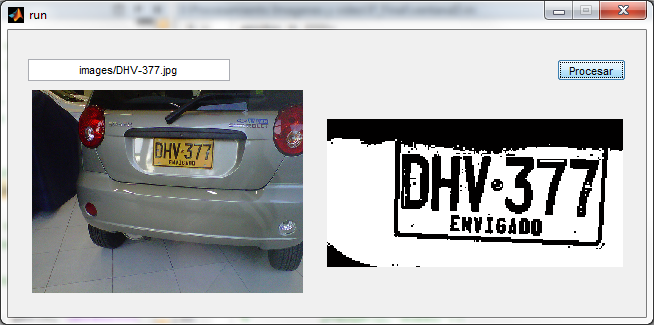 run
images/DHV-377.jpg
Procesar
DHV·377
ENVIGADO
DHV·377
ENVIGADO